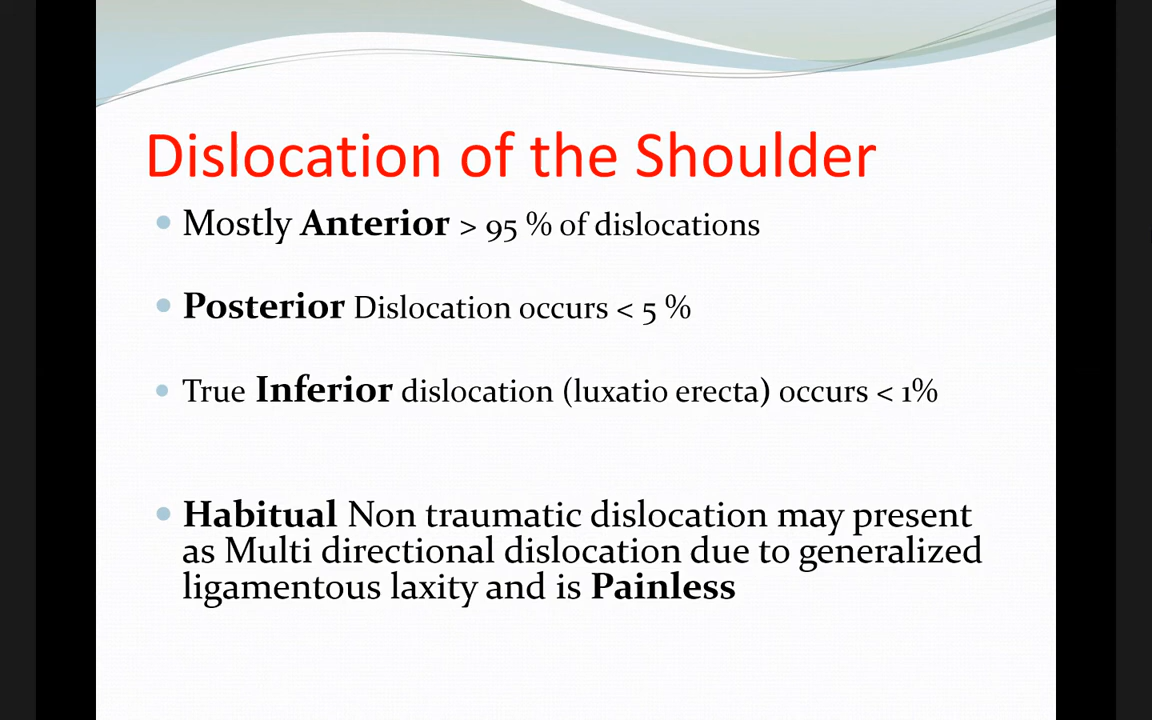 Dislocation of the Shoulder
• Mostly Anterior > 95 % of dislocations
• Posterior Dislocation occurs < 5 %
• True Inferior dislocation (luxatio erecta) occurs < 1%
• Habitual Non traumatic dislocation may present
as Multi directional dislocation due to generalized
ligamentous laxity and is Painless